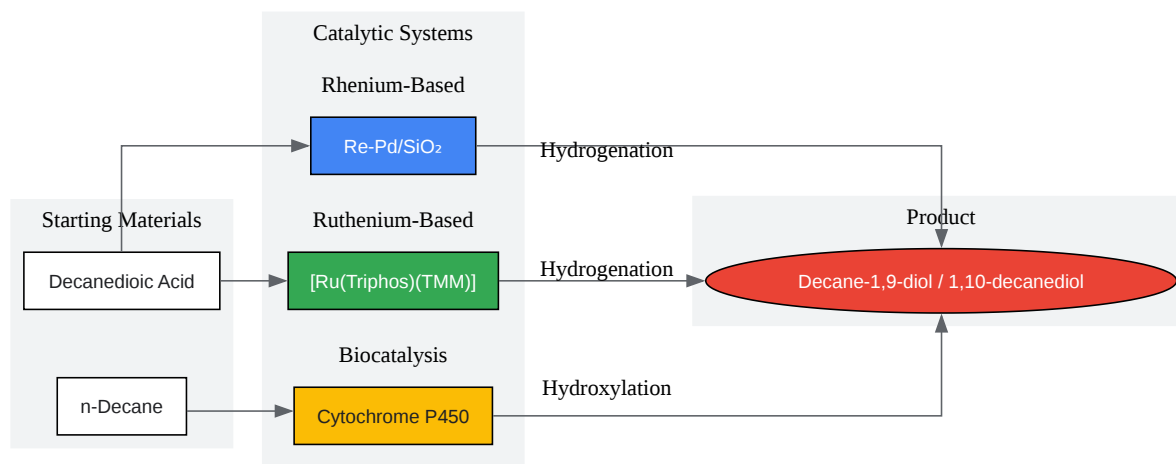 Catalytic Systems
Rhenium-Based
Re-Pd/SiO₂
Hydrogenation
Starting Materials
Ruthenium-Based
Product
Decanedioic Acid
[Ru(Triphos)(TMM)]
Hydrogenation
Decane-1,9-diol / 1,10-decanediol
Biocatalysis
n-Decane
Cytochrome P450
Hydroxylation